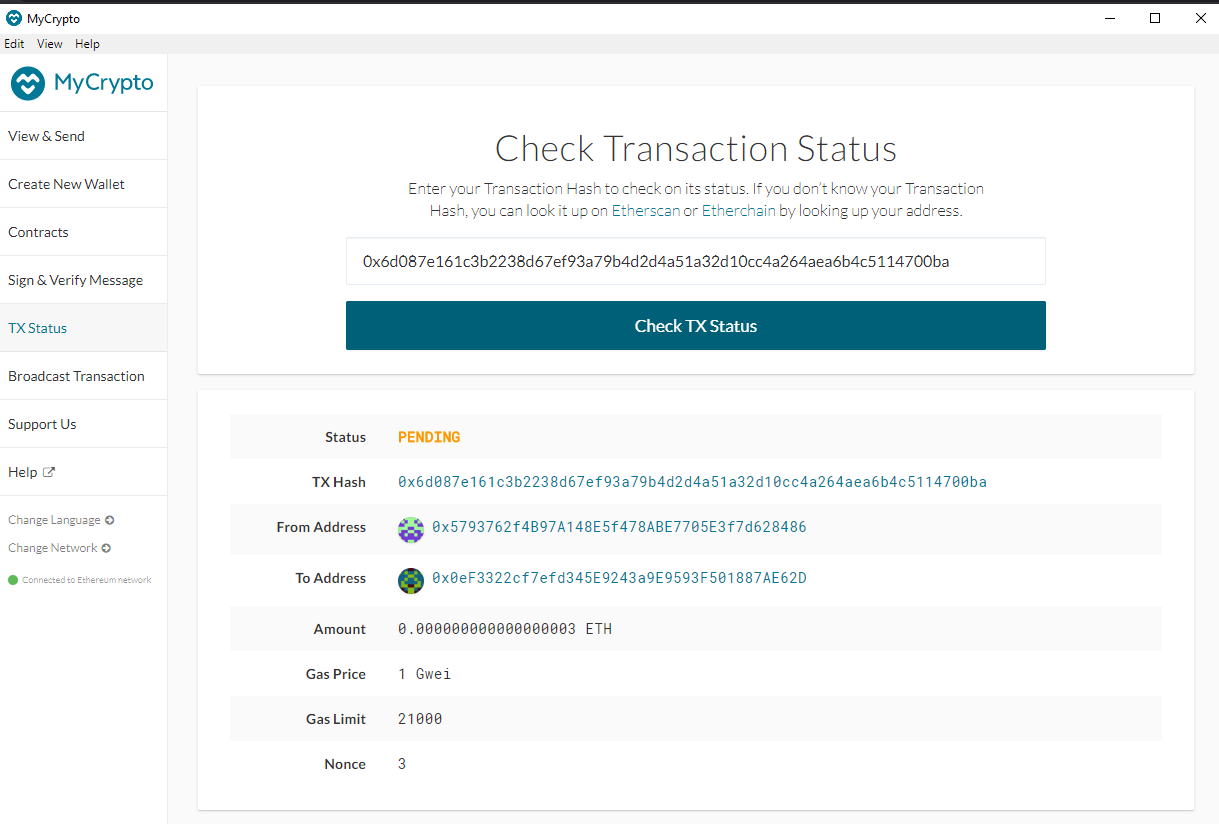 MyCrypto
Edit View Help
MyCrypto
View & Send
Create New Wallet
Contracts
Sign & Verify Message
TX Status
Broadcast Transaction
Support Us
Help
Change Language
Change Network
Connected to Ethereum network
Check Transaction Status
Enter your Transaction Hash to check on its status. If you don’t know your Transaction
Hash, you can look it up on Etherscan or Etherchain by looking up your address.
0x6d087e161c3b2238d67ef93a79b4d2d4a51a32d10cc4a264aea6b4c5114700ba
Check TX Status
Status PENDING
TX Hash 0x6d087e161c3b2238d67ef93a79b4d2d4a51a32d10cc4a264aea6b4c5114700ba
From Address 0x5793762f4B97A148E5f478ABE7705E3f7d628486
To Address 0x0eF3322cf7efd345E9243a9E9593F501887AE62D
Amount 0.000000000000000003 ETH
Gas Price 1 Gwei
Gas Limit 21000
Nonce 3